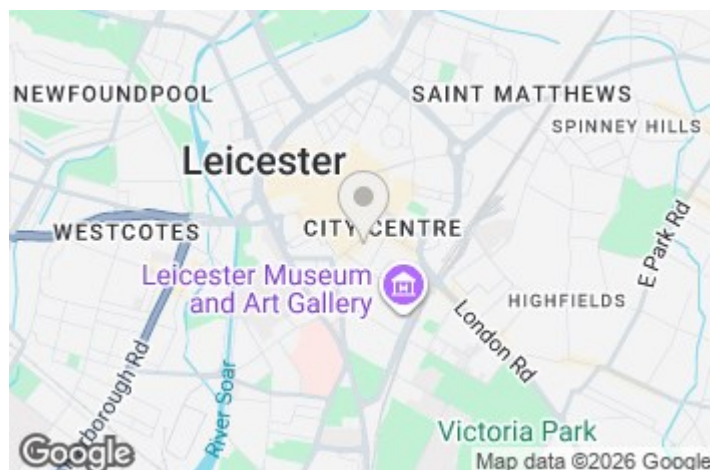 NEWFOUNDPOOL
SAINT MATTHEWS
SPINNEY HILLS
Leicester
WESTCOTES
CITY CENTRE
E Park Rd
Leicester Museum
and Art Gallery
HIGHFIELDS
London Rd
River Soar
Victoria Park
Google
Map data ©2026 Google